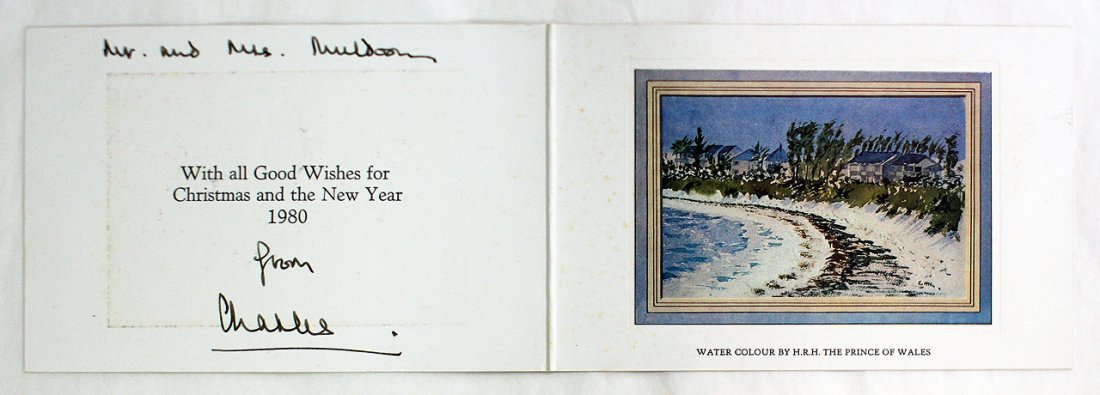 Mr. and Mrs. Muldoon
With all Good Wishes for
Christmas and the New Year
1980
from
Charles.
WATER COLOUR BY H.R.H. THE PRINCE OF WALES